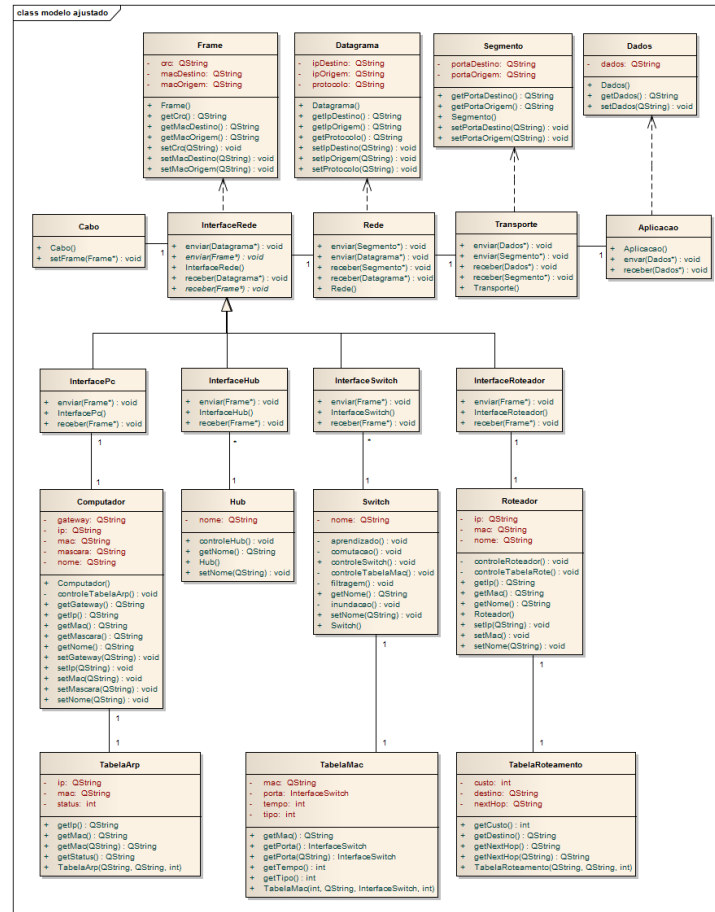 class modelo ajustado
Frame
- crc: QString
- macDestino: QString
- macOrigem: QString
+ Frame()
+ getCrc() : QString
+ getMacDestino() : QString
+ getMacOrigem() : QString
+ setCrc(QString) : void
+ setMacDestino(QString) : void
+ setMacOrigem(QString) : void
Datagrama
- ipDestino: QString
- ipOrigem: QString
- protocolo: QString
+ Datagrama()
+ getIpDestino() : QString
+ getIpOrigem() : QString
+ getProtocolo() : QString
+ setIpDestino(QString) : void
+ setIpOrigem(QString) : void
+ setProtocolo(QString) : void
Segmento
- portaDestino: QString
- portaOrigem: QString
+ getPortaDestino() : QString
+ getPortaOrigem() : QString
+ Segmento()
+ setPortaDestino(QString) : void
+ setPortaOrigem(QString) : void
Dados
- dados: QString
+ Dados()
+ getDados() : QString
+ setDados(QString) : void
Cabo
+ Cabo()
+ setFrame(Frame*) : void
1
InterfaceRede
+ enviar(Datagrama*) : void
+ enviar(Frame*) : void
+ InterfaceRede()
+ receber(Datagrama*) : void
+ receber(Frame*) : void
1
Rede
+ enviar(Segmento*) : void
+ enviar(Datagrama*) : void
+ receber(Segmento*) : void
+ receber(Datagrama*) : void
+ Rede()
1
Transporte
+ enviar(Dados*) : void
+ enviar(Segmento*) : void
+ receber(Dados*) : void
+ receber(Segmento*) : void
+ Transporte()
1
Aplicacao
+ Aplicacao()
+ envar(Dados*) : void
+ receber(Dados*) : void
InterfacePc
+ enviar(Frame*) : void
+ InterfacePc()
+ receber(Frame*) : void
InterfaceHub
+ enviar(Frame*) : void
+ InterfaceHub()
+ receber(Frame*) : void
InterfaceSwitch
+ enviar(Frame*) : void
+ InterfaceSwitch()
+ receber(Frame*) : void
InterfaceRoteador
+ enviar(Frame*) : void
+ InterfaceRoteador()
+ receber(Frame*) : void
1
*
*
1
1
1
1
1
Computador
- gateway: QString
- ip: QString
- mac: QString
- mascara: QString
- nome: QString
+ Computador()
- controleTabelaArp() : void
+ getGateway() : QString
+ getIp() : QString
+ getMac() : QString
+ getMascara() : QString
+ getNome() : QString
+ setGateway(QString) : void
+ setIp(QString) : void
+ setMac(QString) : void
+ setMascara(QString) : void
+ setNome(QString) : void
Hub
- nome: QString
+ controleHub() : void
+ getNome() : QString
+ Hub()
+ setNome(QString) : void
Switch
- nome: QString
- aprendizado() : void
- comutacao() : void
+ controleSwitch() : void
- controleTabelaMac() : void
- filtragem() : void
+ getNome() : QString
- inundacao() : void
+ setNome(QString) : void
+ Switch()
Roteador
- ip: QString
- mac: QString
- nome: QString
- controleRoteador() : void
- controleTabelaRote() : void
+ getIp() : QString
+ getMac() : QString
+ getNome() : QString
+ Roteador()
+ setIp(QString) : void
+ setMac() : void
+ setNome(QString) : void
1
1
1
1
1
1
TabelaArp
- ip: QString
- mac: QString
- status: int
+ getIp() : QString
+ getMac() : QString
+ getMac(QString) : QString
+ getStatus() : QString
+ TabelaArp(QString, QString, int)
TabelaMac
- mac: QString
- porta: InterfaceSwitch
- tempo: int
- tipo: int
+ getMac() : QString
+ getPorta() : InterfaceSwitch
+ getPorta(QString) : InterfaceSwitch
+ getTempo() : int
+ getTipo() : int
+ TabelaMac(int, QString, InterfaceSwitch, int)
TabelaRoteamento
- custo: int
- destino: QString
- nextHop: QString
+ getCusto() : int
+ getDestino() : QString
+ getNextHop() : QString
+ getNextHop(QString) : QString
+ TabelaRoteamento(QString, QString, int)